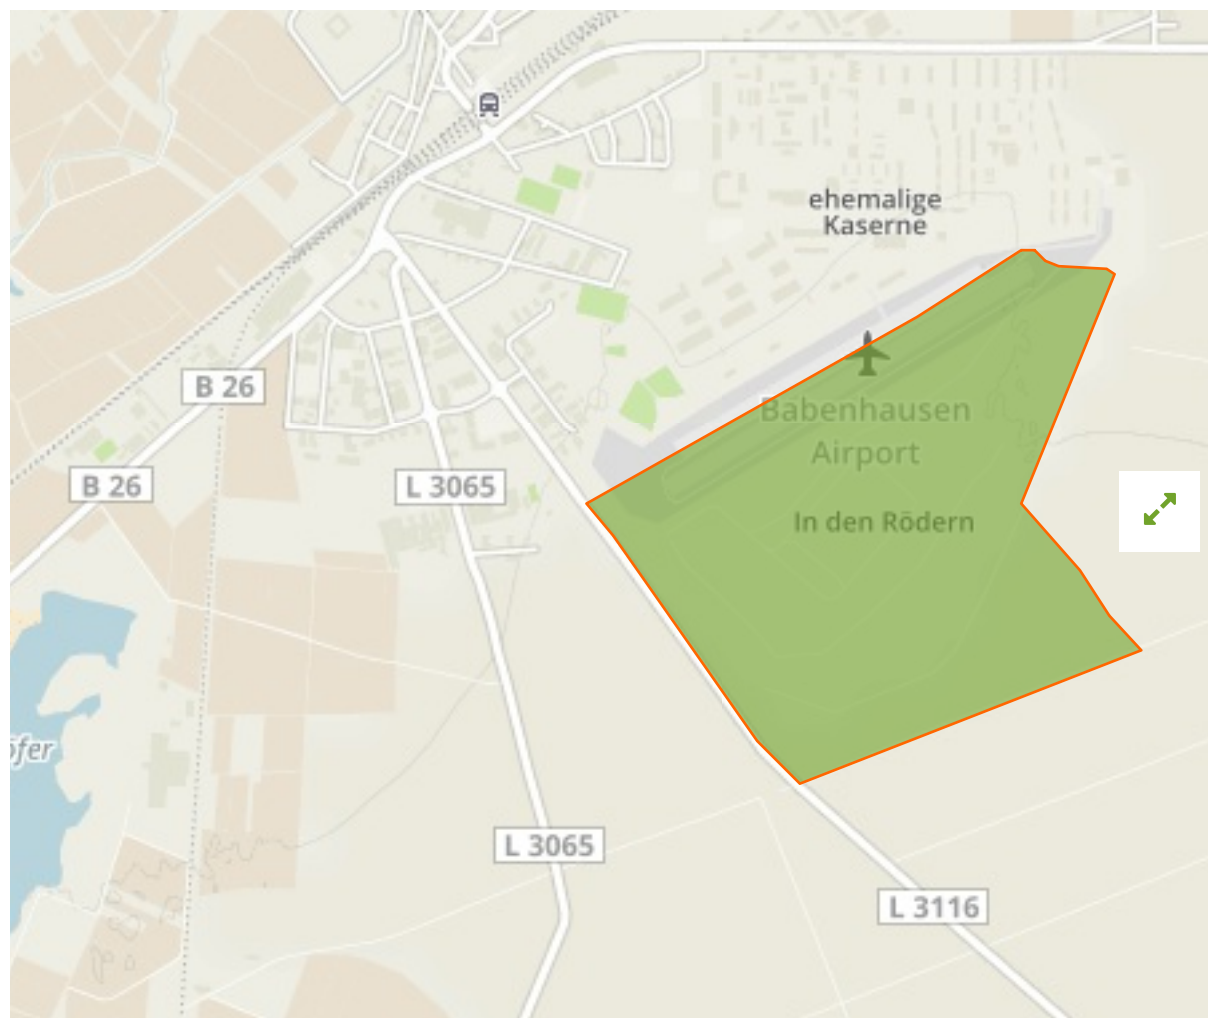 ehemalige
Kaserne
B 26
Babenhausen
Airport
B 26
L 3065
In den Rödern
L 3065
L 3116